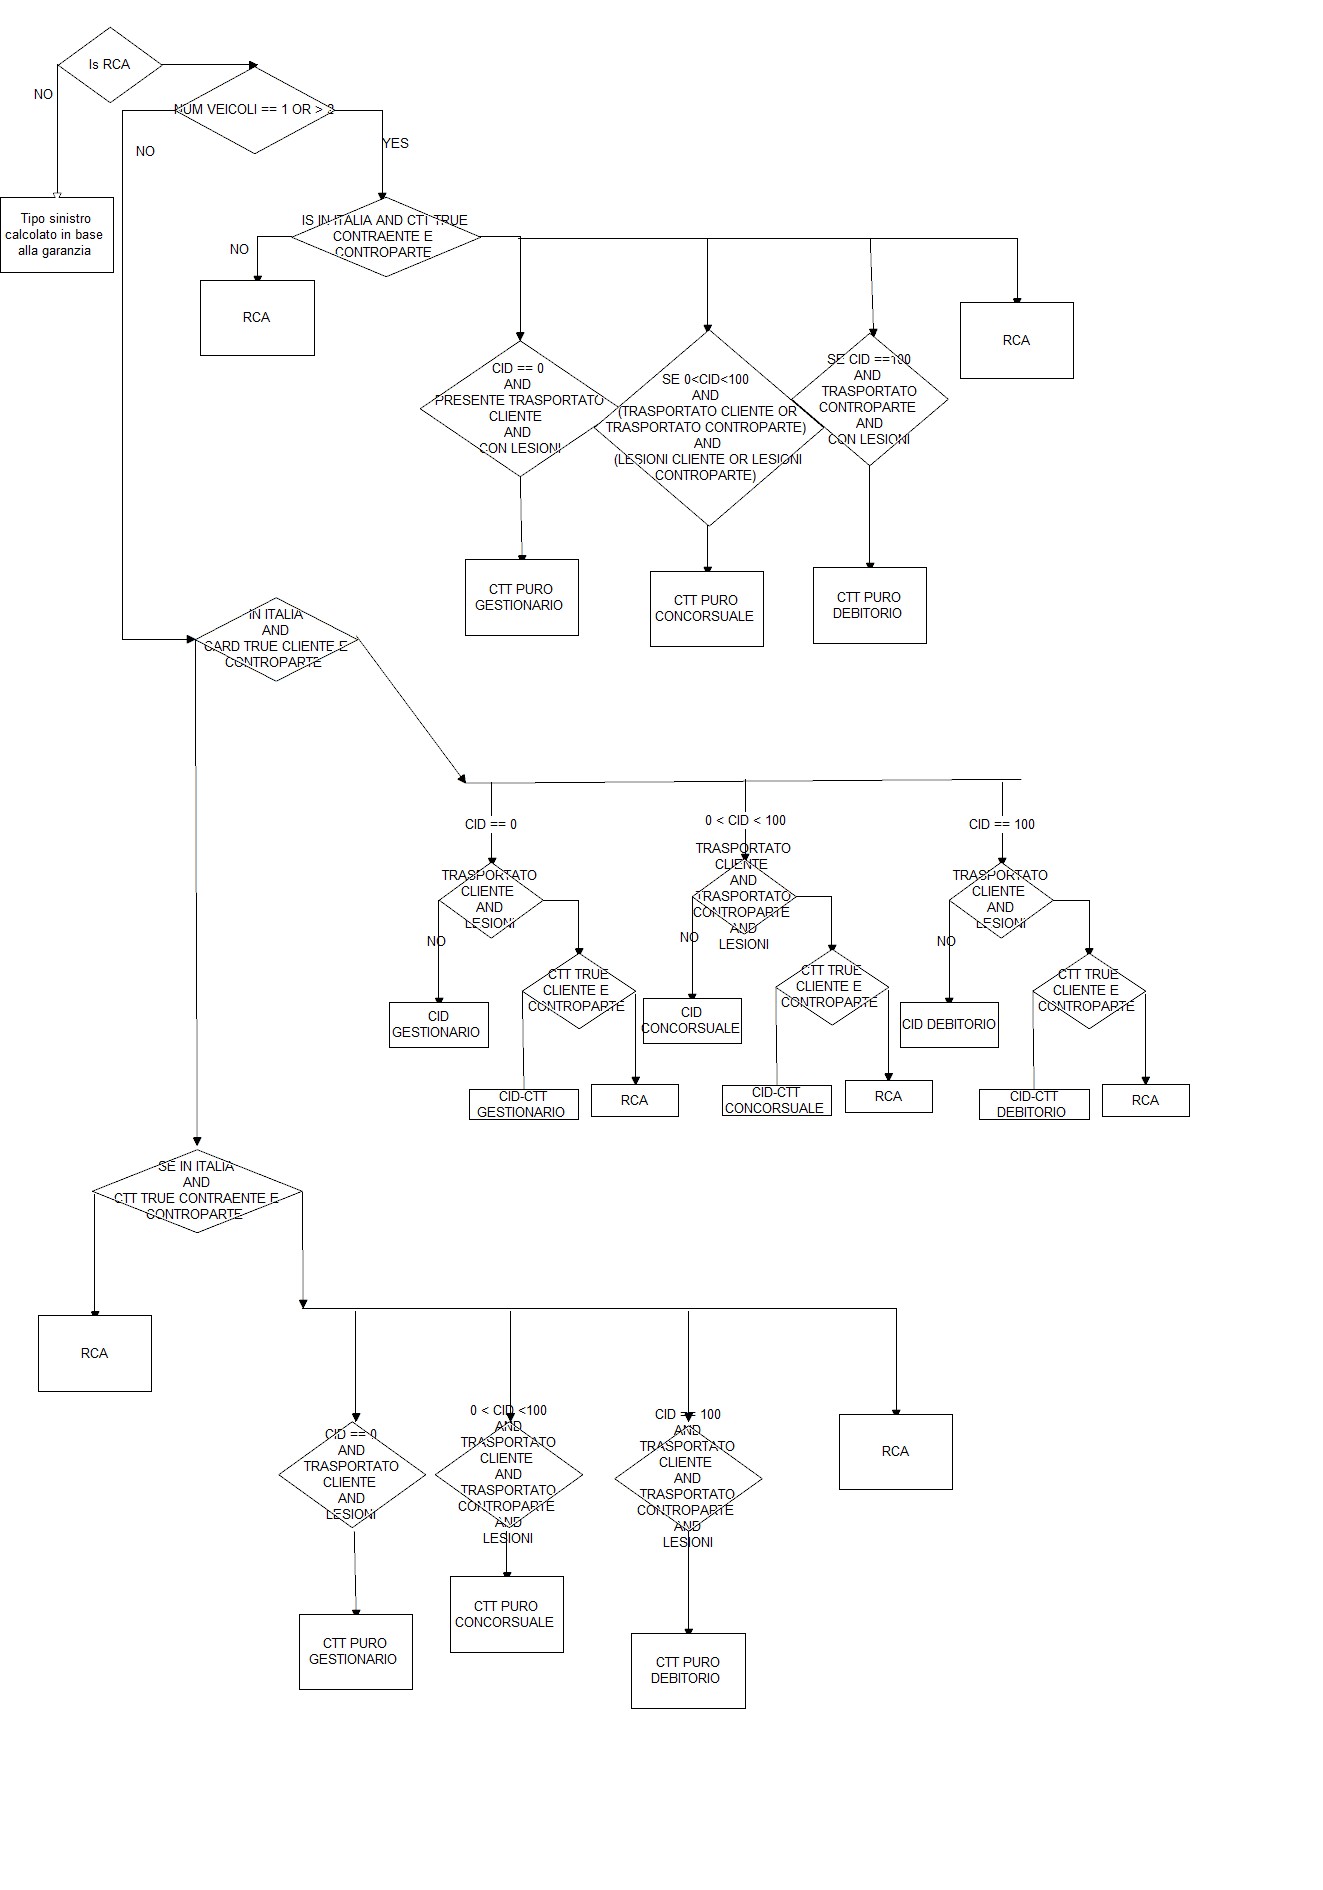 Is RCA
NO
NUM VEICOLI == 1 OR > 2
NO
YES
Tipo sinistro
calcolato in base
alla garanzia
IS IN ITALIA AND CTT TRUE
CONTRAENTE E
CONTROPARTE
NO
RCA
RCA
CID == 0
AND
PRESENTE TRASPORTATO
CLIENTE
AND
CON LESIONI
SE 0<CID<100
AND
(TRASPORTATO CLIENTE OR
TRASPORTATO CONTROPARTE)
AND
(LESIONI CLIENTE OR LESIONI
CONTROPARTE)
SE CID ==100
AND
TRASPORTATO
CONTROPARTE
AND
CON LESIONI
CTT PURO
GESTIONARIO
CTT PURO
CONCORSUALE
CTT PURO
DEBITORIO
IN ITALIA
AND
CARD TRUE CLIENTE E
CONTROPARTE
CID == 0
0 < CID < 100
CID == 100
TRASPORTATO
CLIENTE
AND
LESIONI
NO
TRASPORTATO
CLIENTE
AND
TRASPORTATO
CONTROPARTE
AND
LESIONI
NO
TRASPORTATO
CLIENTE
AND
LESIONI
NO
CTT TRUE
CLIENTE E
CONTROPARTE
CTT TRUE
CLIENTE E
CONTROPARTE
CTT TRUE
CLIENTE E
CONTROPARTE
CID
GESTIONARIO
CID
CONCORSUALE
CID DEBITORIO
CID-CTT
GESTIONARIO
RCA
CID-CTT
CONCORSUALE
RCA
CID-CTT
DEBITORIO
RCA
SE IN ITALIA
AND
CTT TRUE CONTRAENTE E
CONTROPARTE
RCA
CID == 0
AND
TRASPORTATO
CLIENTE
AND
LESIONI
0 < CID <100
AND
TRASPORTATO
CLIENTE
AND
TRASPORTATO
CONTROPARTE
AND
LESIONI
CID == 100
AND
TRASPORTATO
CLIENTE
AND
TRASPORTATO
CONTROPARTE
AND
LESIONI
RCA
CTT PURO
GESTIONARIO
CTT PURO
CONCORSUALE
CTT PURO
DEBITORIO